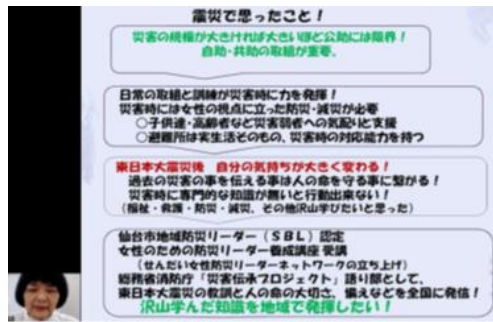 震災で思ったこと！
災害の規模が大きければ大きいほど公助には限界！
自助・共助の取組が重要、
日常の取組と訓練が災害時に力を発揮！
災害時には女性の視点に立った防災・減災が必要
○子供達・高齢者など災害弱者への気配りと支援
○避難所は実生活そのもの、災害時の対応能力を持つ
東日本大震災後　自分の気持ちが大きく変わる！
過去の災害の事を伝える事は人の命を守る事に繋がる！
災害時に専門的な知識が無いと行動出来ない！
（福祉・救護・防災・減災、その他沢山学びたいと思った）
仙台市地域防災リーダー（SBL）認定
女性のための防災リーダー養成講座 受講
（せんだい女性防災リーダーネットワークの立ち上げ）
総務省消防庁「災害伝承プロジェクト」語り部として、
東日本大震災の教訓と人の命の大切さ、備えなどを全国に発信！
沢山学んだ知識を地域で発揮したい！